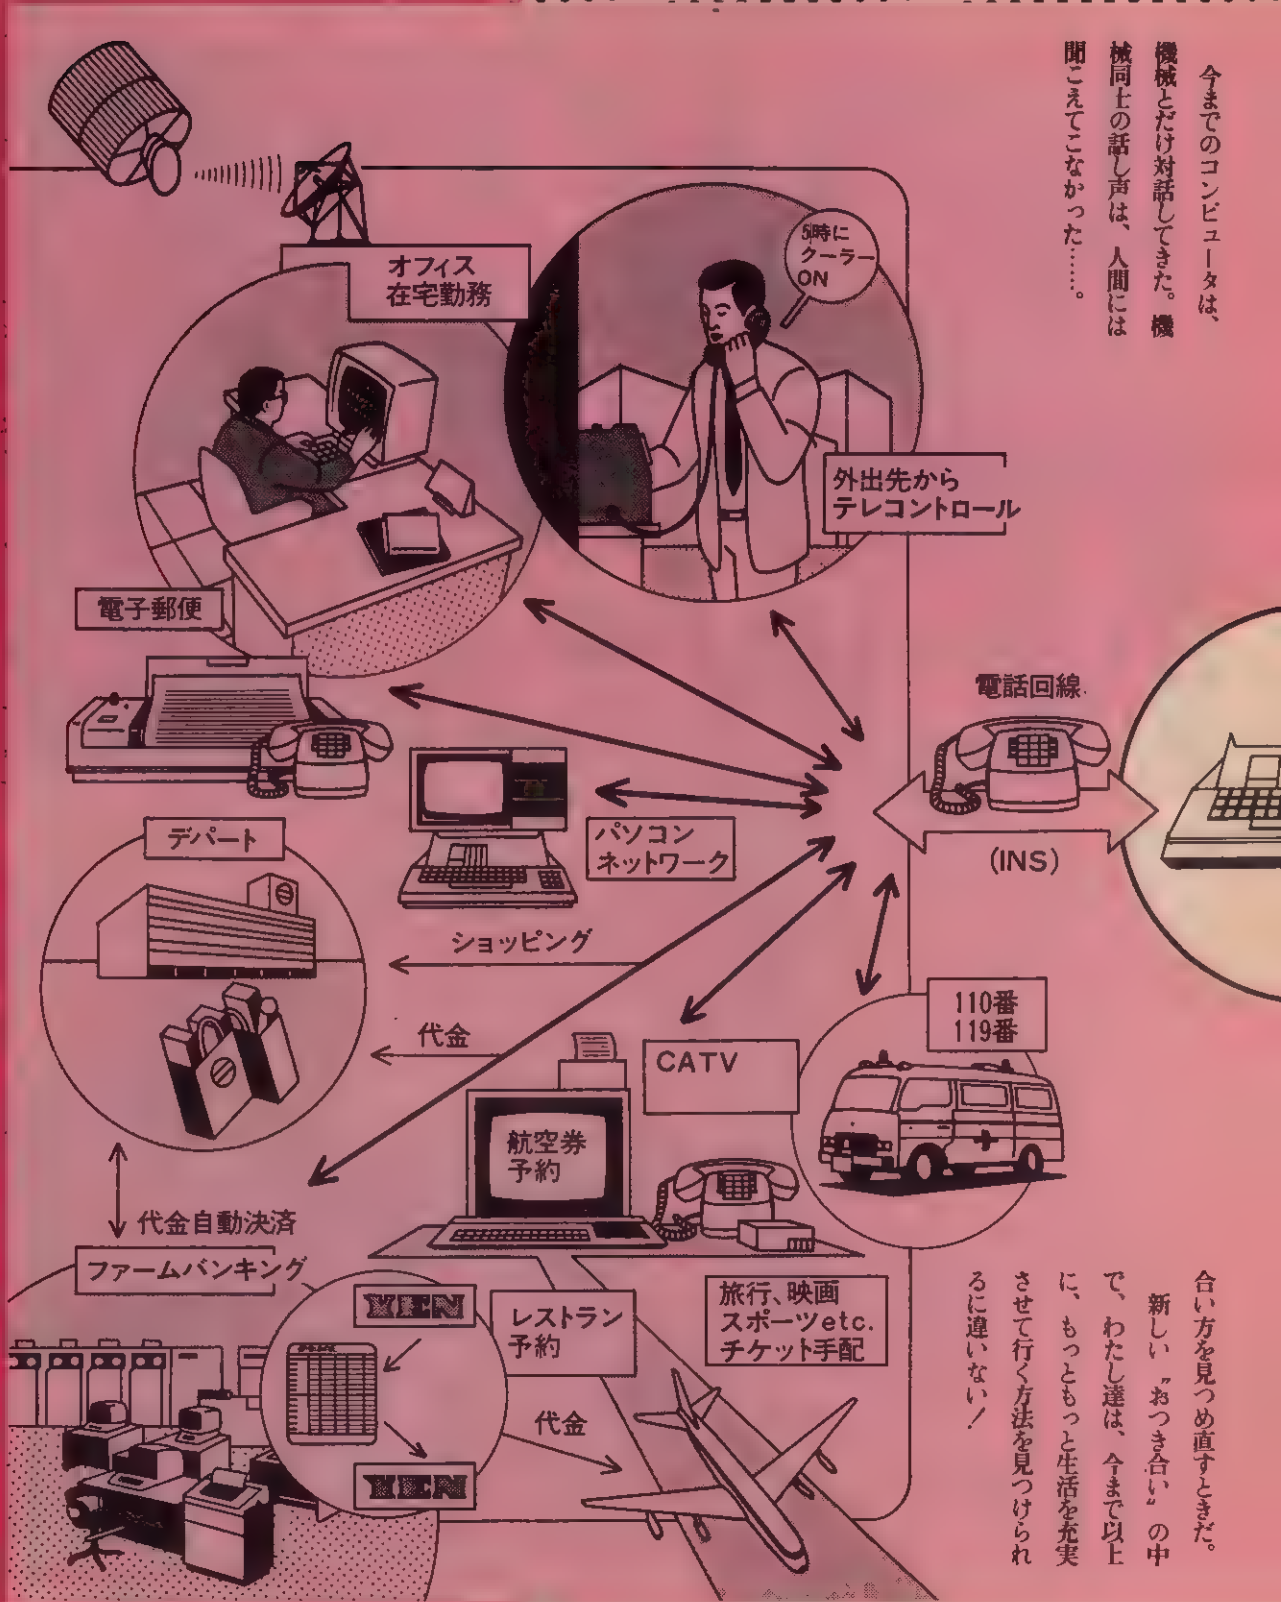 今までのコンピュータは、
機械とだけ対話してきた。機
械同士の話し声は、人間には
聞こえてこなかった……。
5時に
クーラー
ON
オフィス
在宅勤務
外出先から
テレコントロール
電子郵便
電話回線
(INS)
パソコン
ネットワーク
デパート
ショッピング
代金
110番
119番
CATV
航空券
予約
代金自動決済
ファームバンキング
YEN
YEN
レストラン
予約
代金
旅行、映画
スポーツetc.
チケット手配
合い方を見つめ直すときだ。
新しい〝おつき合い〟の中
で、わたし達は、今まで以上
に、もっともっと生活を充実
させて行く方法を見つけられ
るに違いない!